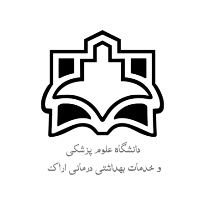 دانشگاه علوم پزشکی
و خدمات بهداشتی درمانی اراک